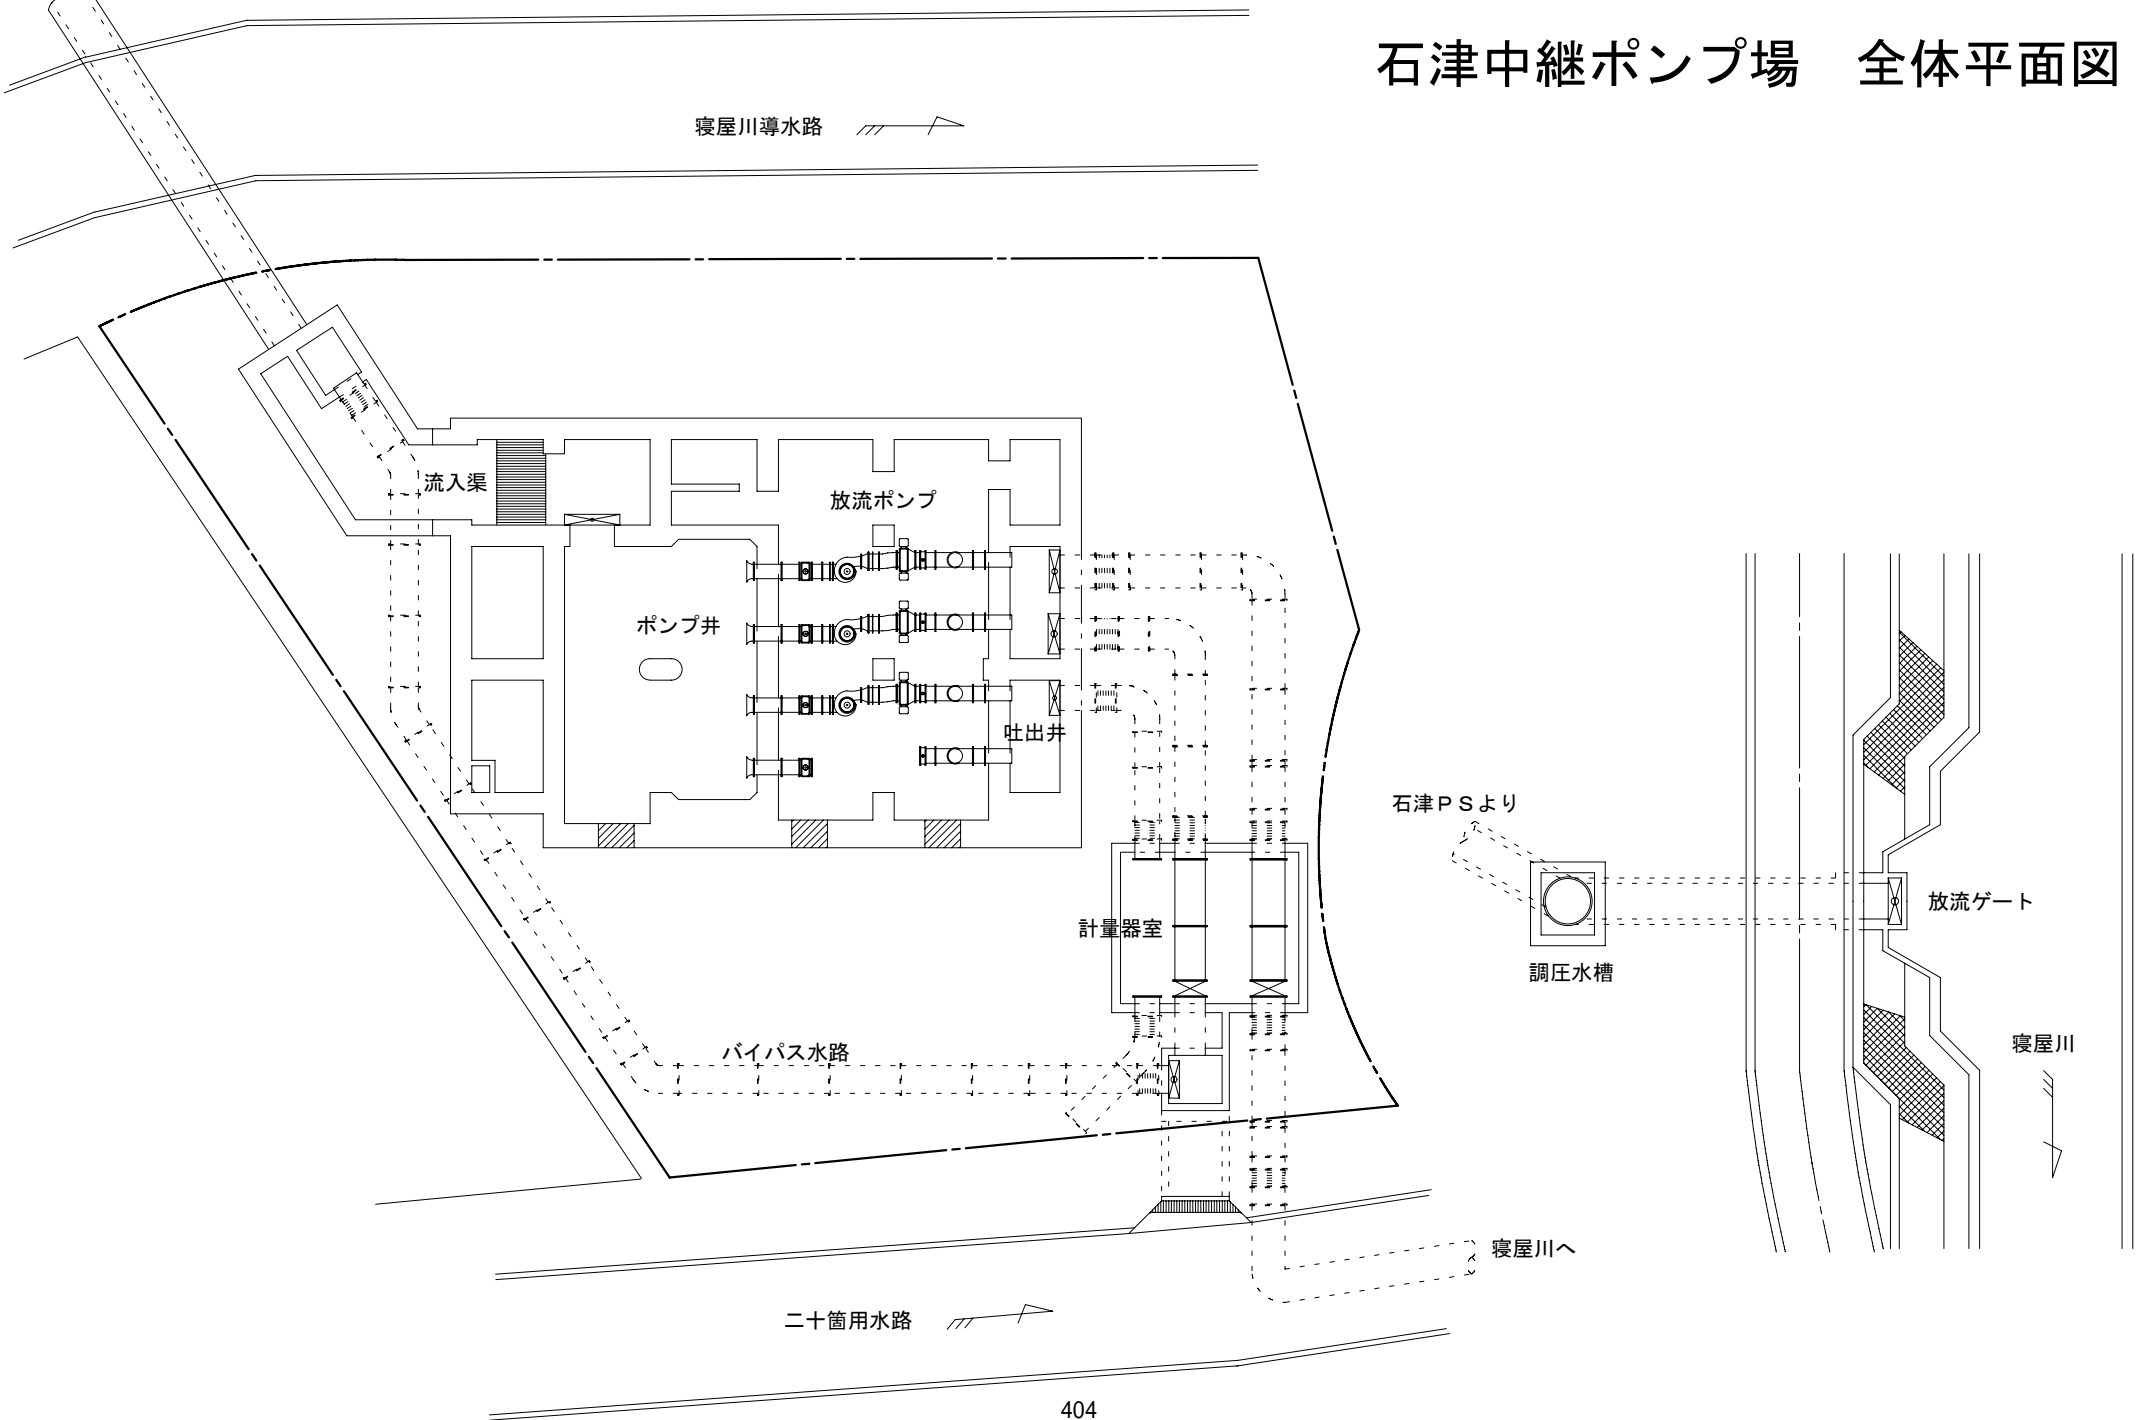 石津中継ポンプ場　全体平面図
寝屋川導水路
流入渠
放流ポンプ
ポンプ井
吐出井
石津ＰＳより
放流ゲート
計量器室
調圧水槽
寝屋川
バイパス水路
寝屋川へ
二十箇用水路
404